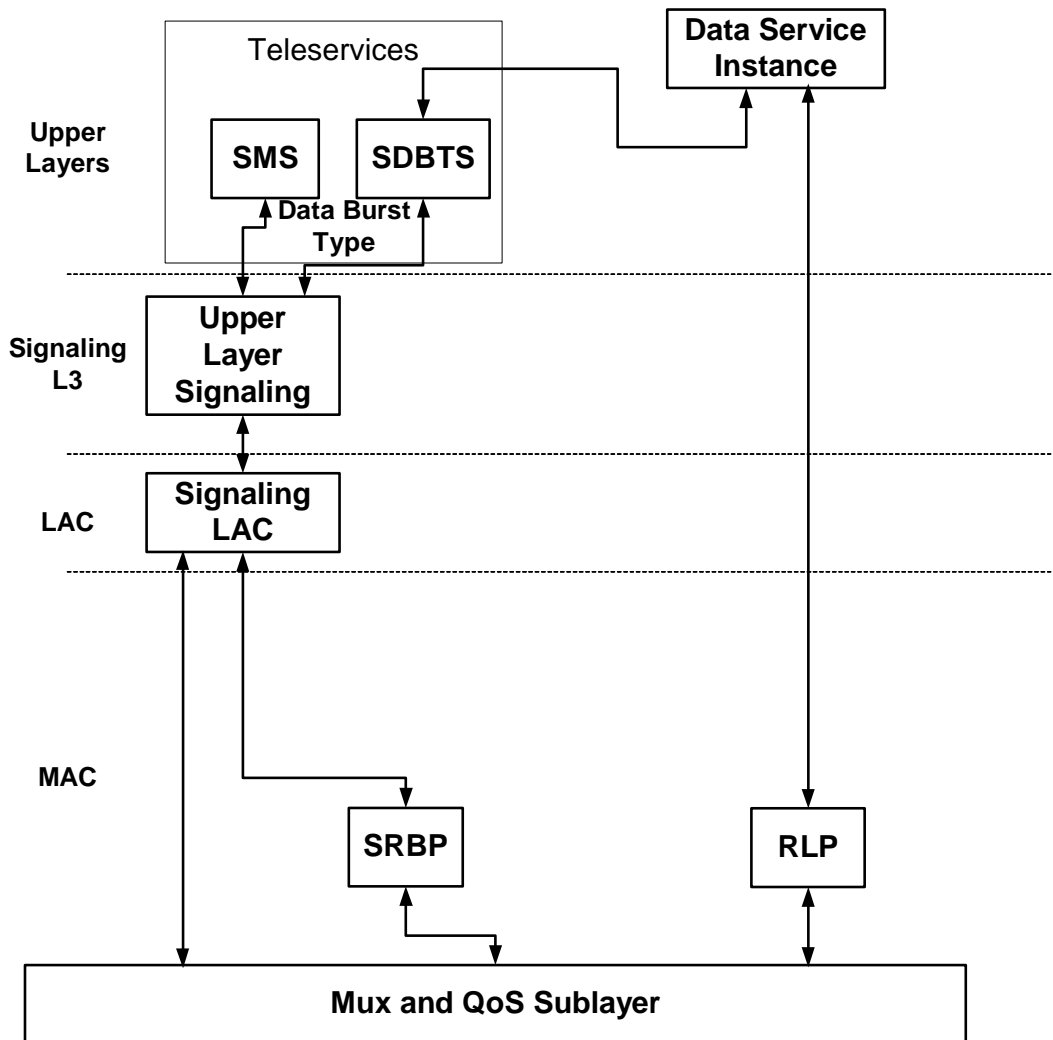 Teleservices
Data Service
Instance
Upper
Layers
SMS
SDBTS
Data Burst
Type
Signaling
L3
Upper
Layer
Signaling
LAC
Signaling
LAC
MAC
SRBP
RLP
Mux and QoS Sublayer